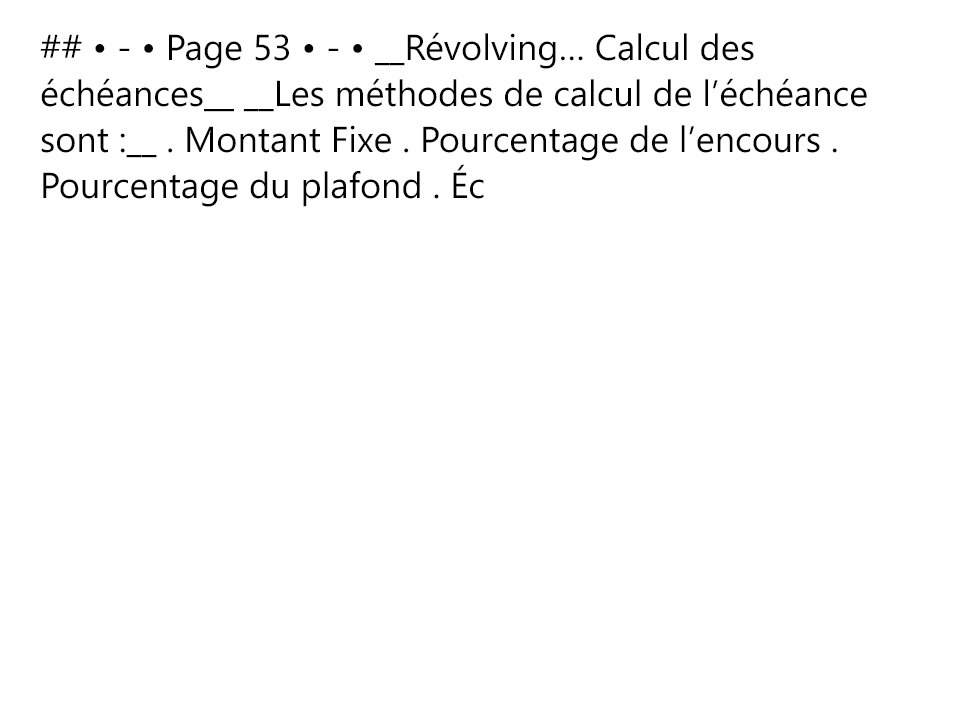 ## • - • Page 53 • - • __Révolving… Calcul des
échéances__ __Les méthodes de calcul de l’échéance
sont :__ . Montant Fixe . Pourcentage de l’encours .
Pourcentage du plafond . Éc